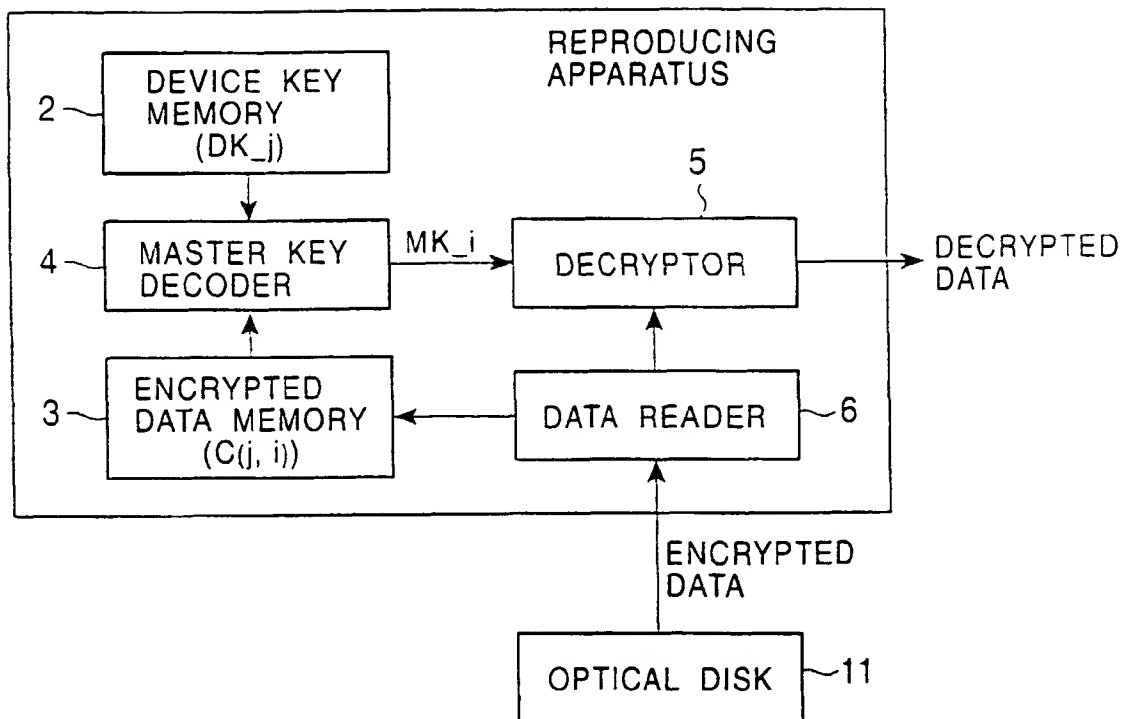 REPRODUCING
APPARATUS
DEVICE KEY
MEMORY
(DK_j)
2
5
4
MASTER KEY
DECODER
MK_i
DECRYPTOR
DECRYPTED
DATA
3
ENCRYPTED
DATA MEMORY
(C(j, i))
DATA READER
6
ENCRYPTED
DATA
OPTICAL DISK
11